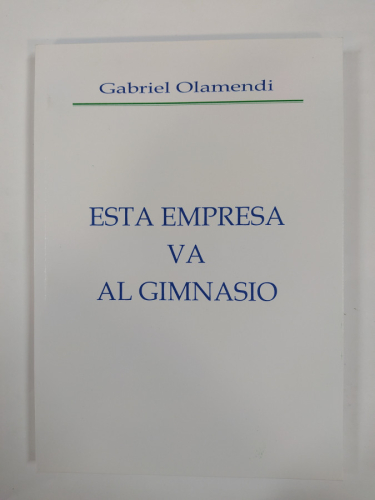 Gabriel Olamendi
ESTA EMPRESA
VA
AL GIMNASIO